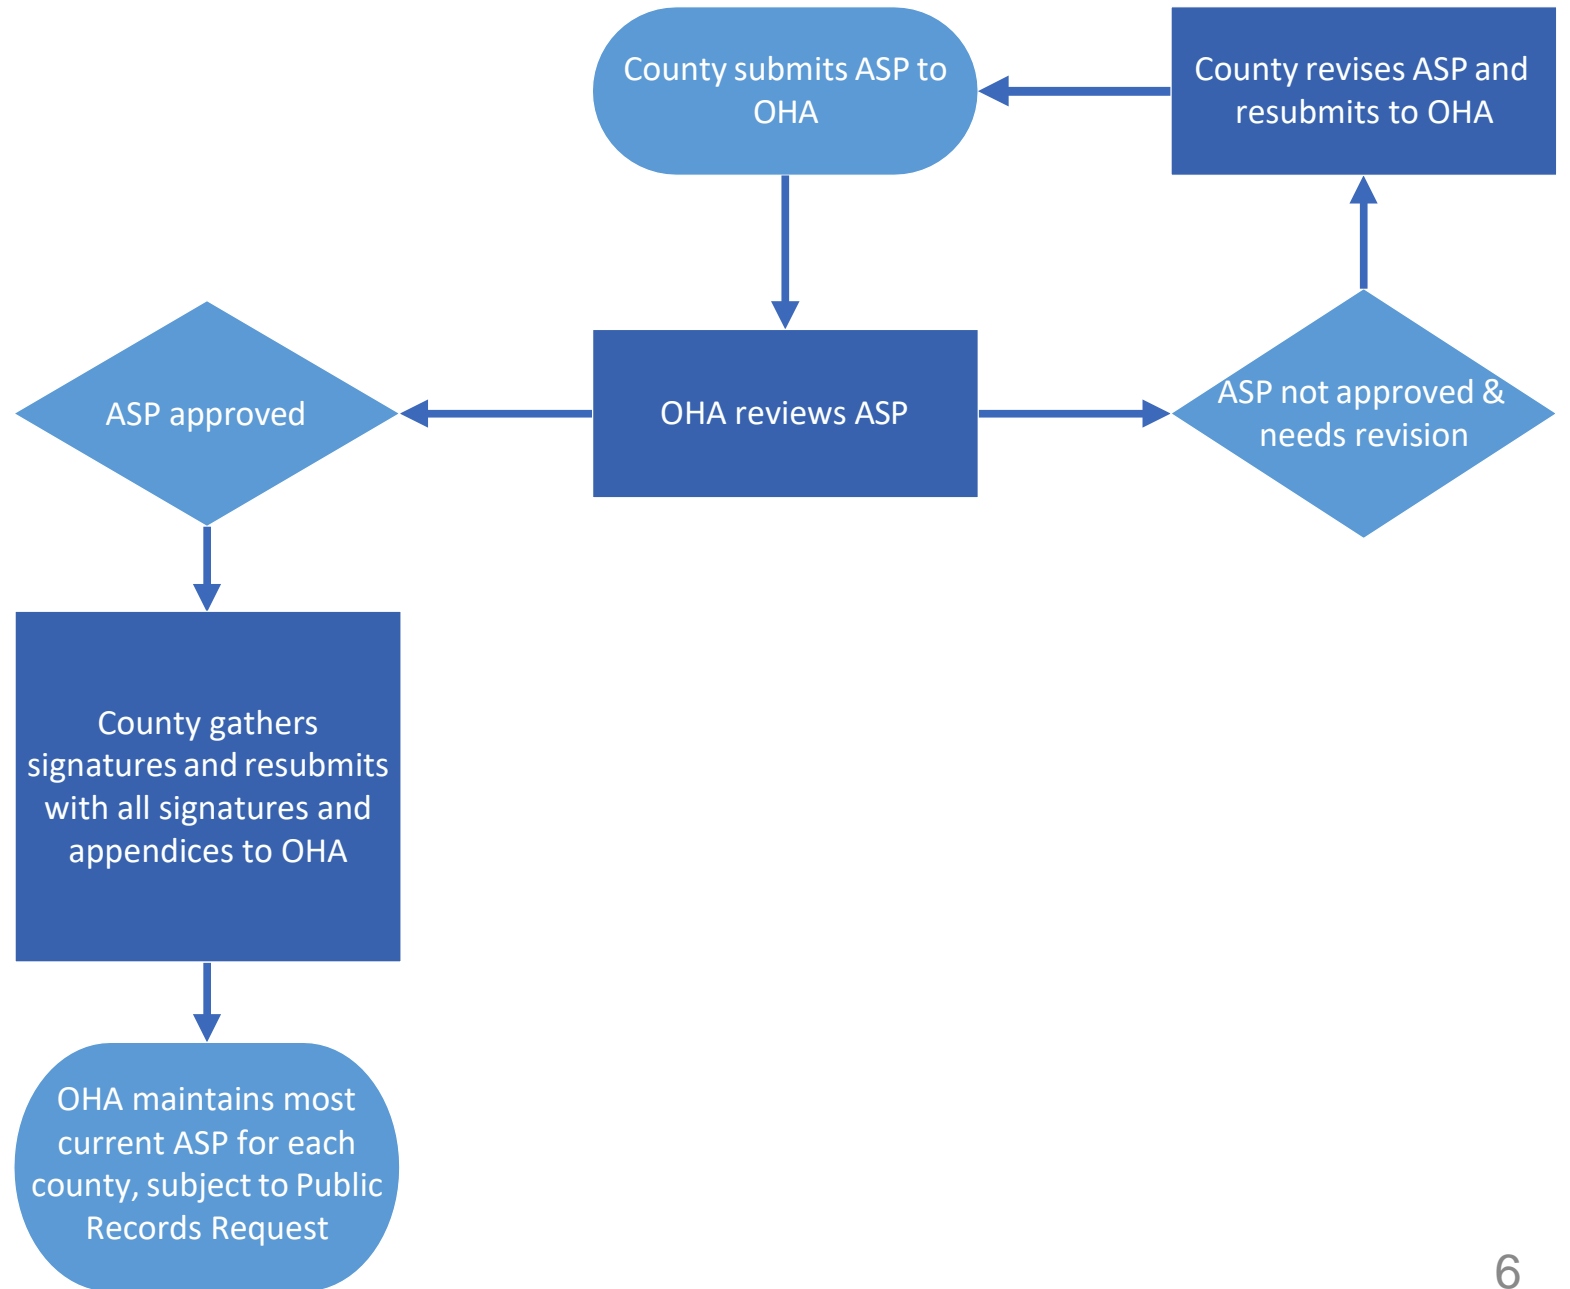 County submits ASP to
OHA
County revises ASP and
resubmits to OHA
ASP approved
OHA reviews ASP
ASP not approved &
needs revision
County gathers
signatures and resubmits
with all signatures and
appendices to OHA
OHA maintains most
current ASP for each
county, subject to Public
Records Request
6